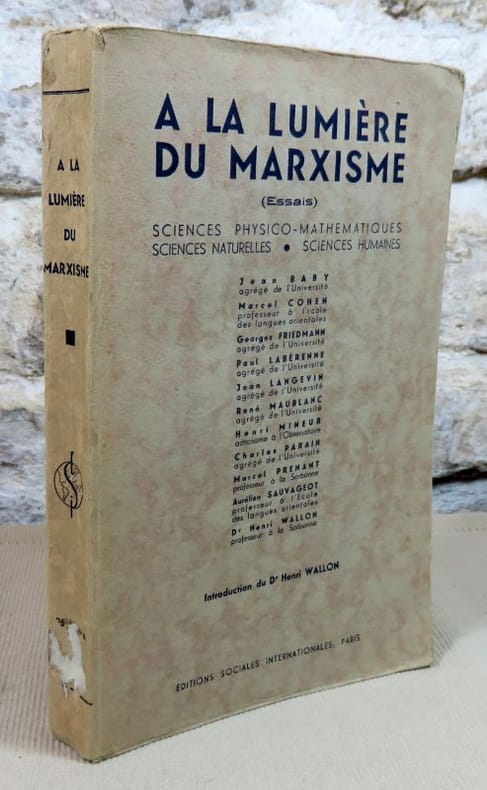 A LA LUMIÈRE
DU MARXISME
(Essais)
SCIENCES PHYSICO-MATHEMATIQUES
SCIENCES NATURELLES • SCIENCES HUMAINES
Jean BABY
agrégé de l'Université
Marcel COHEN
professeur à l'Ecole
des langues orientales
Georges FRIEDMANN
agrégé de l'Université
Paul LABÉRENNE
agrégé de l'Université
Jean LANGEVIN
agrégé de l'Université
René MAUBLANC
agrégé de l'Université
Henri MINEUR
astronome à l'Observatoire
Charles PARAIN
agrégé de l'Université
Marcel PRENANT
professeur à la Sorbonne
Aurélien SAUVAGEOT
professeur à l'Ecole
des langues orientales
Dr Henri WALLON
professeur à la Sorbonne
Introduction du Dr Henri WALLON
EDITIONS SOCIALES INTERNATIONALES, PARIS
A LA
LUMIÈRE
DU
MARXISME